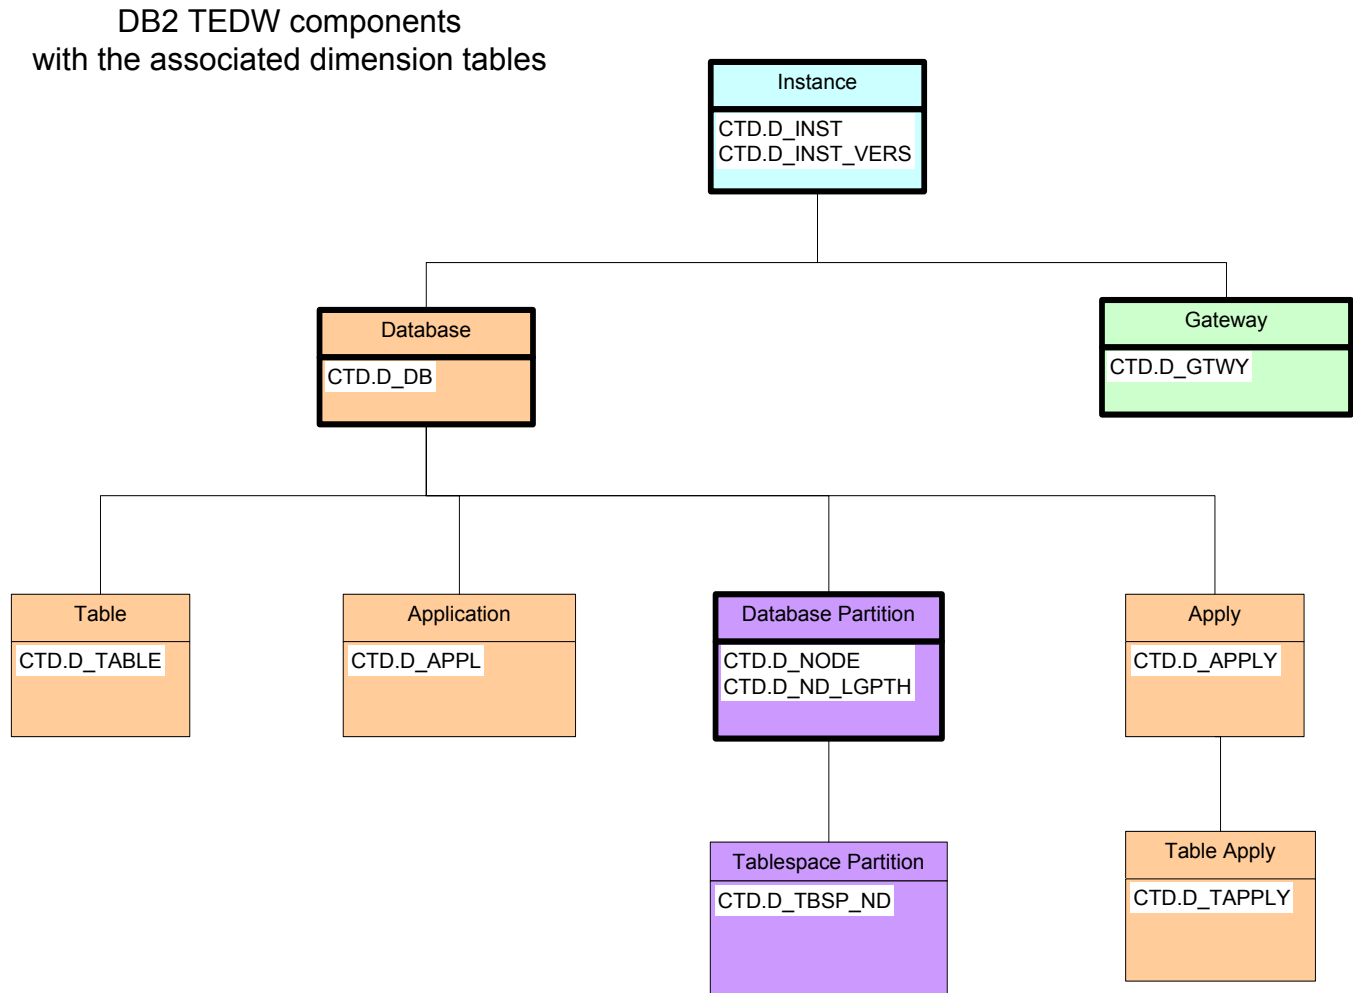 DB2 TEDW components
with the associated dimension tables
Instance
CTD.D_INST
CTD.D_INST_VERS
Database
CTD.D_DB
Gateway
CTD.D_GTWY
Table
CTD.D_TABLE
Application
CTD.D_APPL
Database Partition
CTD.D_NODE
CTD.D_ND_LGPTH
Apply
CTD.D_APPLY
Tablespace Partition
CTD.D_TBSP_ND
Table Apply
CTD.D_TAPPLY